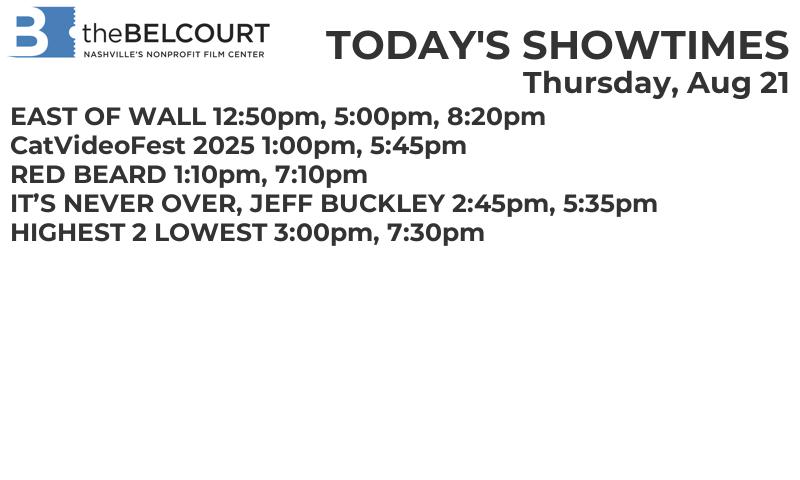 B theBELCOURT
NASHVILLE'S NONPROFIT FILM CENTER
TODAY'S SHOWTIMES
Thursday, Aug 21
EAST OF WALL 12:50pm, 5:00pm, 8:20pm
CatVideoFest 2025 1:00pm, 5:45pm
RED BEARD 1:10pm, 7:10pm
IT’S NEVER OVER, JEFF BUCKLEY 2:45pm, 5:35pm
HIGHEST 2 LOWEST 3:00pm, 7:30pm